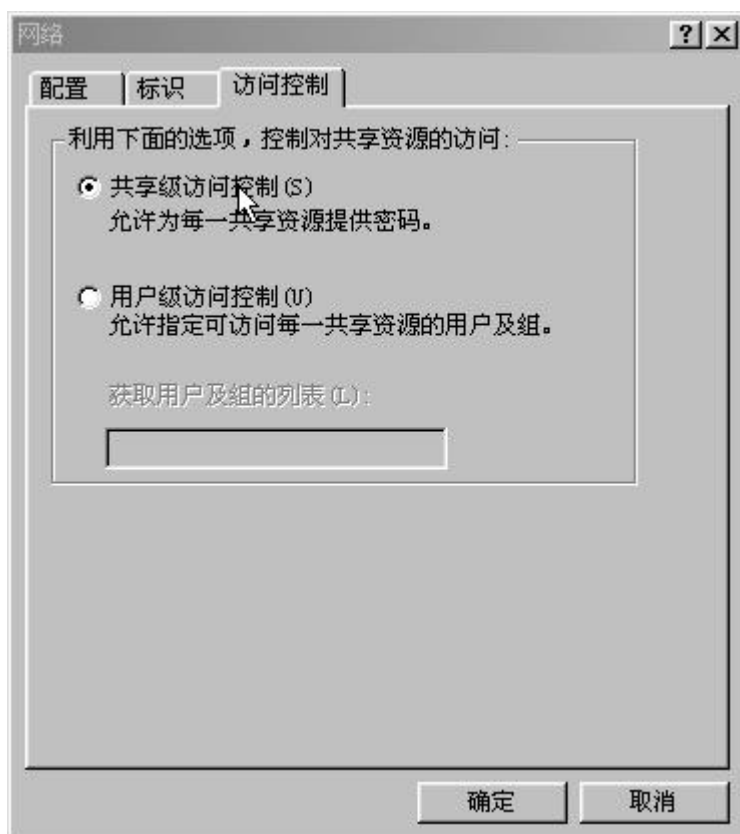 网络
配置 标识 访问控制
利用下面的选项，控制对共享资源的访问:
共享级访问控制(S)
允许为每一共享资源提供密码。
用户级访问控制(U)
允许指定可访问每一共享资源的用户及组。
获取用户及组的列表(L):
确定 取消